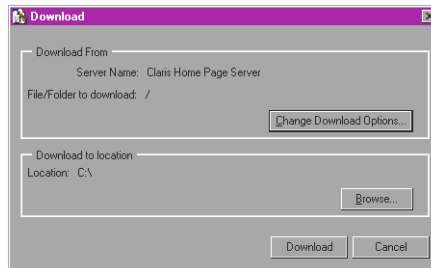 Download
Download From
Server Name: Claris Home Page Server
File/Folder to download: /
Change Download Options...
Download to location
Location: C:\
Browse...
Download Cancel